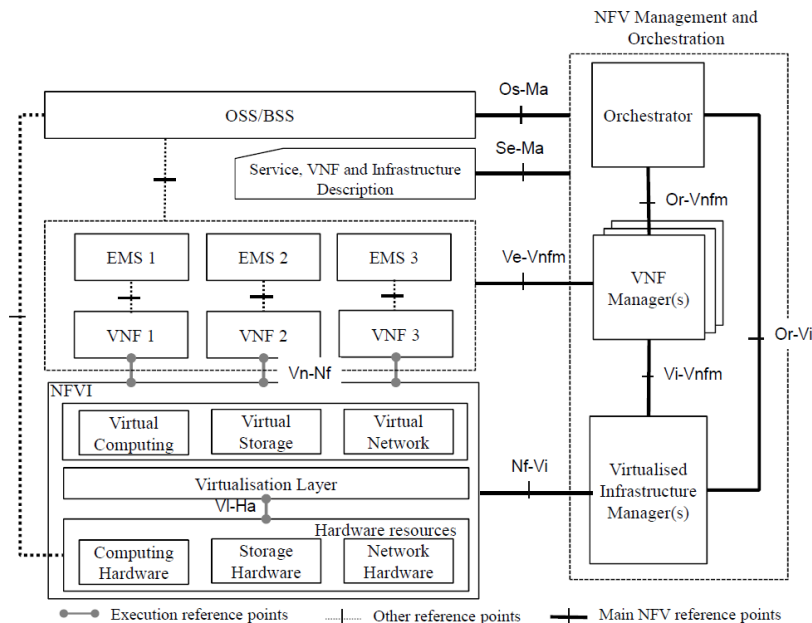 NFV Management and
Orchestration
Os-Ma
OSS/BSS
Orchestrator
Se-Ma
Service, VNF and Infrastructure
Description
Or-Vnfm
EMS 1
EMS 2
EMS 3
Ve-Vnfm
VNF
Manager(s)
VNF 1
VNF 2
VNF 3
Or-Vi
Vn-Nf
Vi-Vnfm
NFVI
Virtual
Computing
Virtual
Storage
Virtual
Network
Nf-Vi
Virtualised
Infrastructure
Manager(s)
Virtualisation Layer
Vl-Ha
Hardware resources
Computing
Hardware
Storage
Hardware
Network
Hardware
Execution reference points
Other reference points
Main NFV reference points